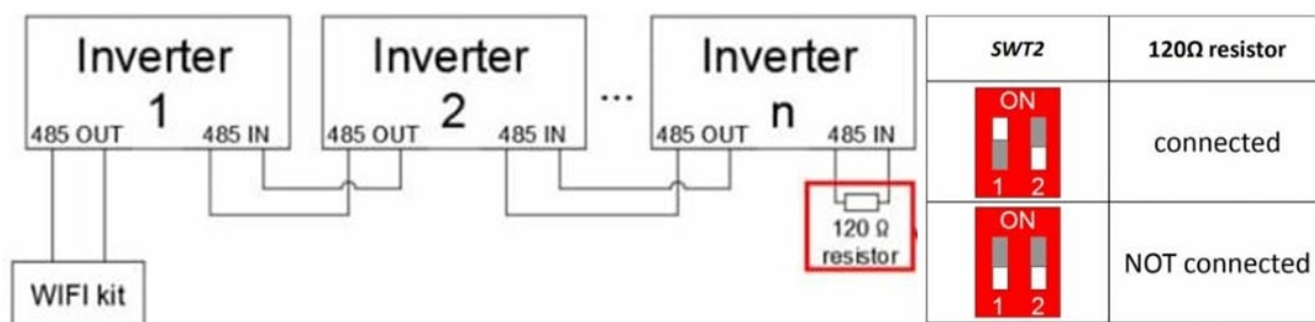 Inverter
1
485 OUT 485 IN
Inverter
2
485 OUT 485 IN
...
Inverter
n
485 OUT 485 IN
120 Ω
resistor
WIFI kit
SWT2 120Ω resistor
ON
1 2
connected
ON
1 2
NOT connected